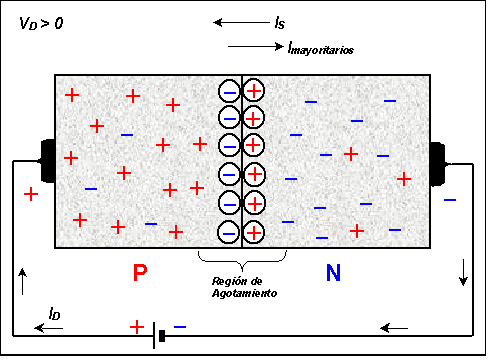 V_D > 0
I_S
I_mayoritarios
P
N
Región de
Agotamiento
I_D